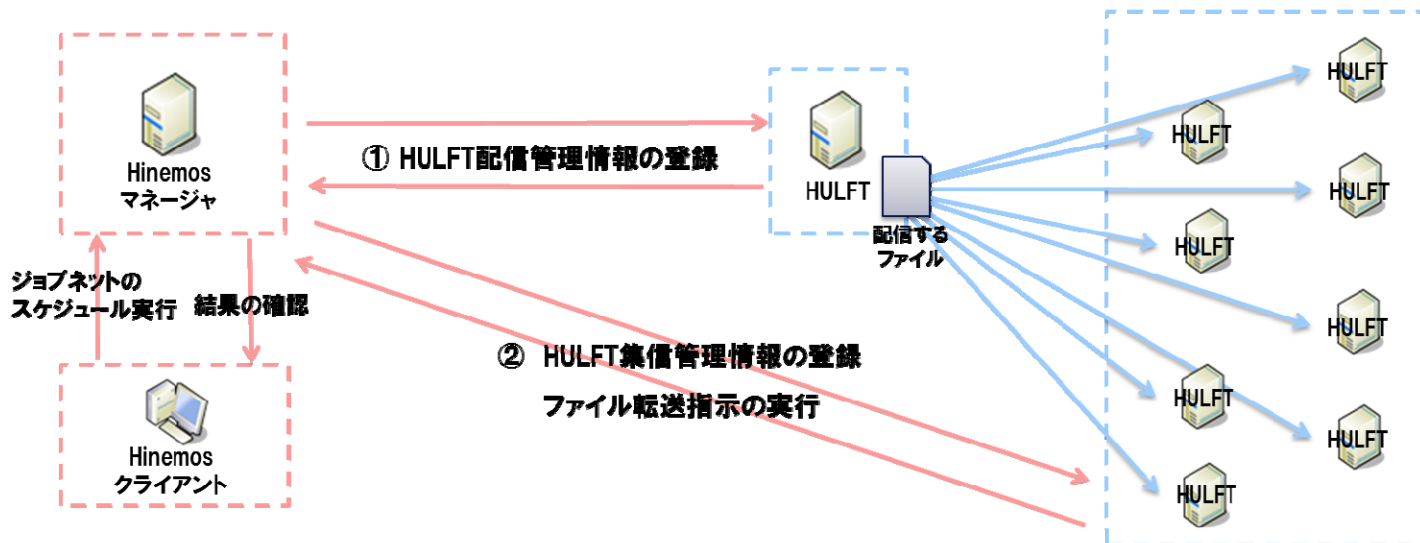 Hinemos
マネージャ
ジョブネットの
スケジュール実行
結果の確認
Hinemos
クライアント
① HULFT配信管理情報の登録
② HULFT集信管理情報の登録
ファイル転送指示の実行
HULFT
配信する
ファイル
HULFT
HULFT
HULFT
HULFT
HULFT
HULFT
HULFT
HULFT